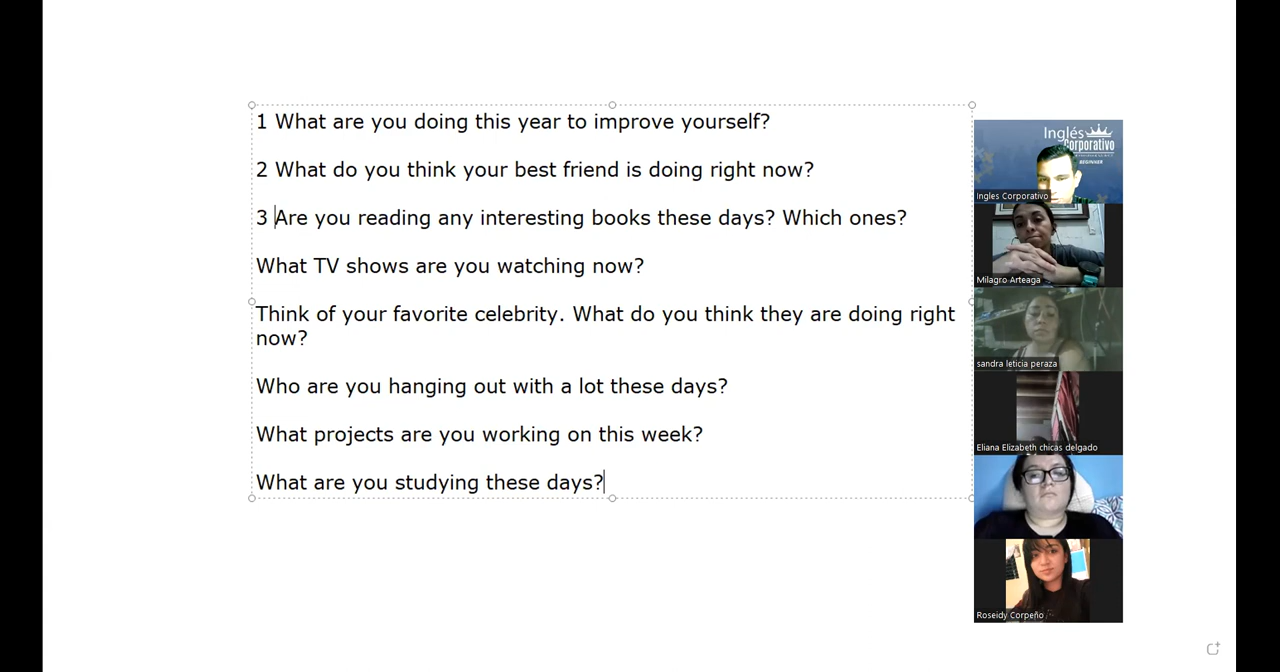 1 What are you doing this year to improve yourself?
2 What do you think your best friend is doing right now?
3 Are you reading any interesting books these days? Which ones?
What TV shows are you watching now?
Think of your favorite celebrity. What do you think they are doing right
now?
Who are you hanging out with a lot these days?
What projects are you working on this week?
What are you studying these days?
Inglés
Corporativo
BEGINNER
Ingles Corporativo
Milagro Arteaga
sandra leticia peraza
Eliana Elizabeth chicas delgado
Roseidy Corpeño